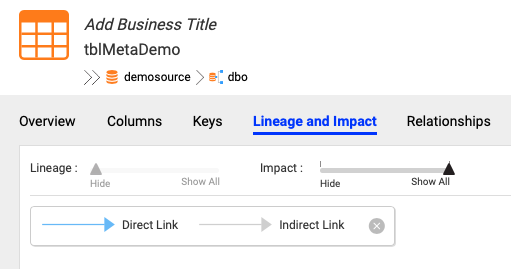 Add Business Title
tblMetaDemo
demosource dbo
Overview Columns Keys Lineage and Impact Relationships
Lineage : Impact :
Hide Show All Hide Show All
Direct Link Indirect Link